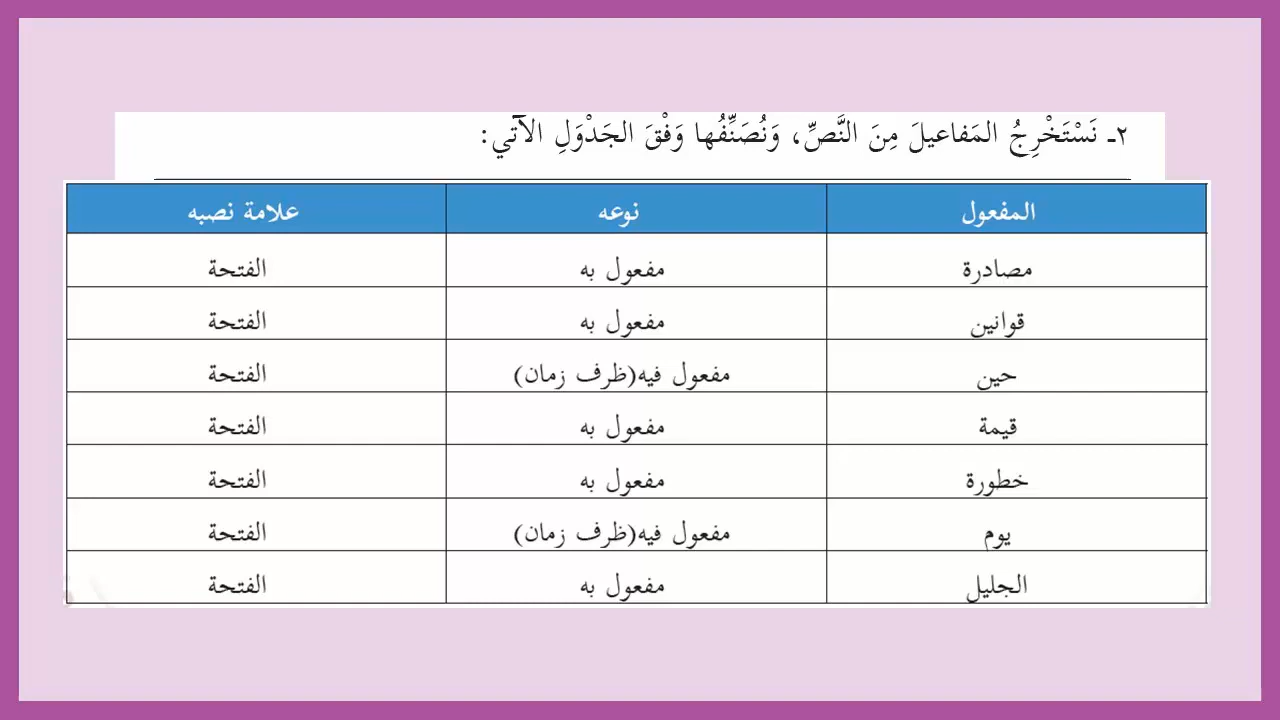 ٢ـ نَسْتَخْرِجُ المَفاعيلَ مِنَ النَّصِّ، وَنُصَنِّفُها وَفْقَ الجَدْوَلِ الآتي:
المفعول نوعه علامة نصبه
مصادرة مفعول به الفتحة
قوانين مفعول به الفتحة
حين مفعول فيه(ظرف زمان) الفتحة
قيمة مفعول به الفتحة
خطورة مفعول به الفتحة
يوم مفعول فيه(ظرف زمان) الفتحة
الجليل مفعول به الفتحة